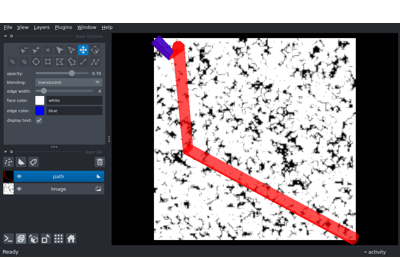 File View Layers Plugins Window Help
opacity: 0.70
blending: translucent
edge width: 4
face color: white
edge color: blue
display text:
path
Image
Ready
activity